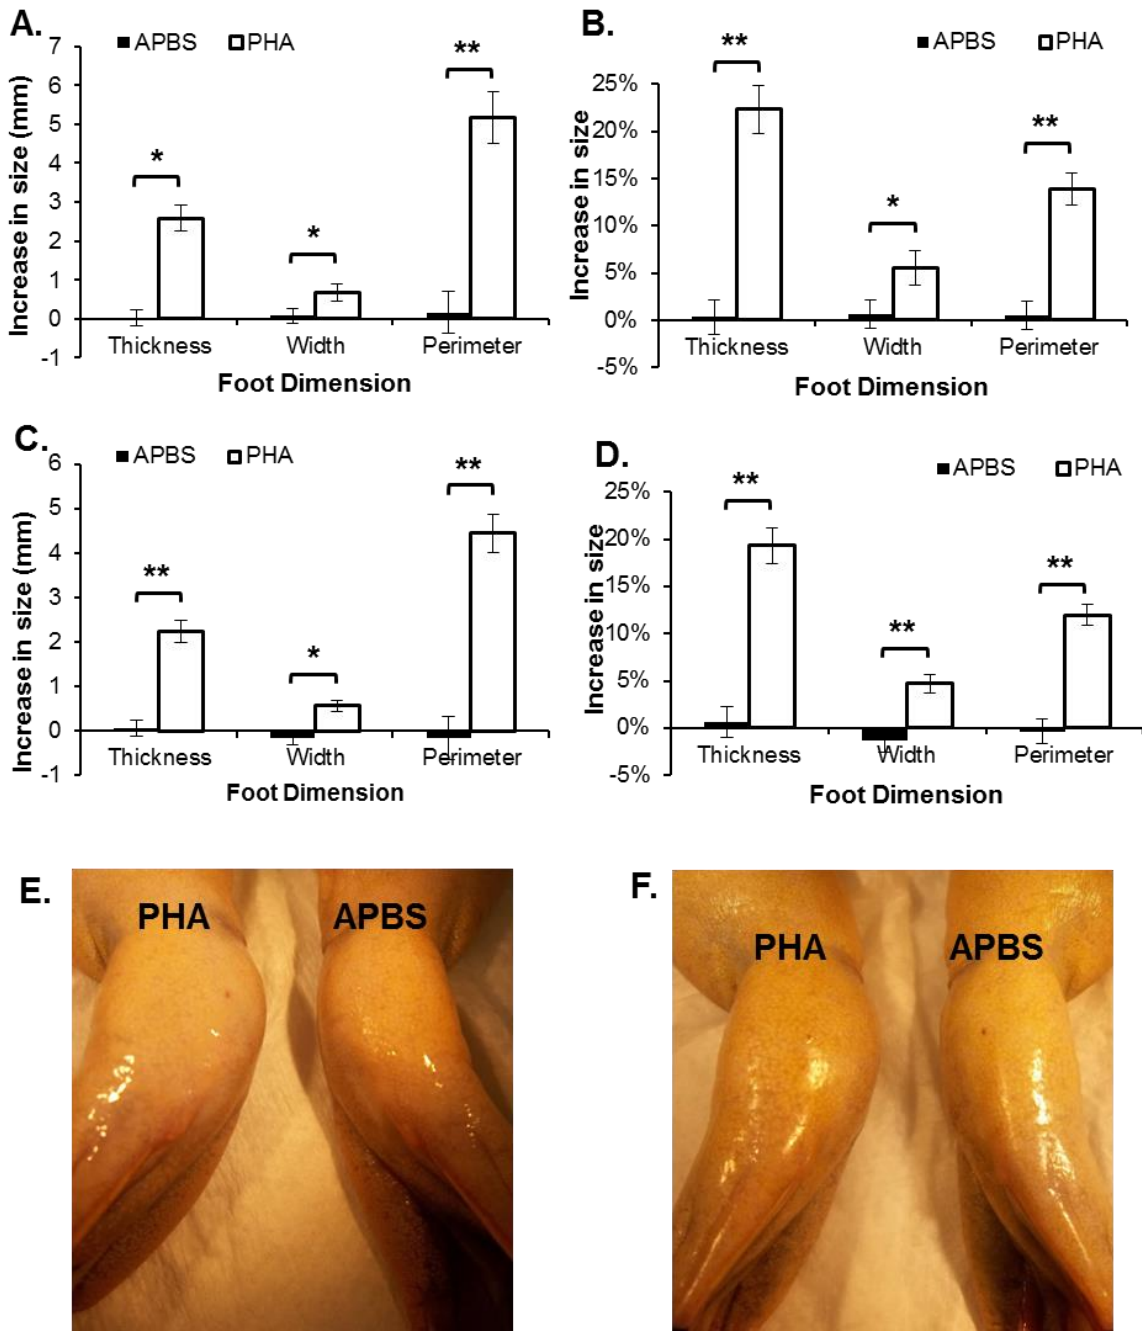 A.
APBS PHA
Increase in size (mm)
7
6
5
4
3
2
1
0
-1
*
*
**
Thickness Width Perimeter
Foot Dimension
B.
APBS PHA
Increase in size
25%
20%
15%
10%
5%
0%
-5%
**
*
**
Thickness Width Perimeter
Foot Dimension
C.
APBS PHA
Increase in size (mm)
6
5
4
3
2
1
0
-1
**
*
**
Thickness Width Perimeter
Foot Dimension
D.
APBS PHA
Increase in size
25%
20%
15%
10%
5%
0%
-5%
**
**
**
Thickness Width Perimeter
Foot Dimension
E.
PHA APBS
F.
PHA APBS